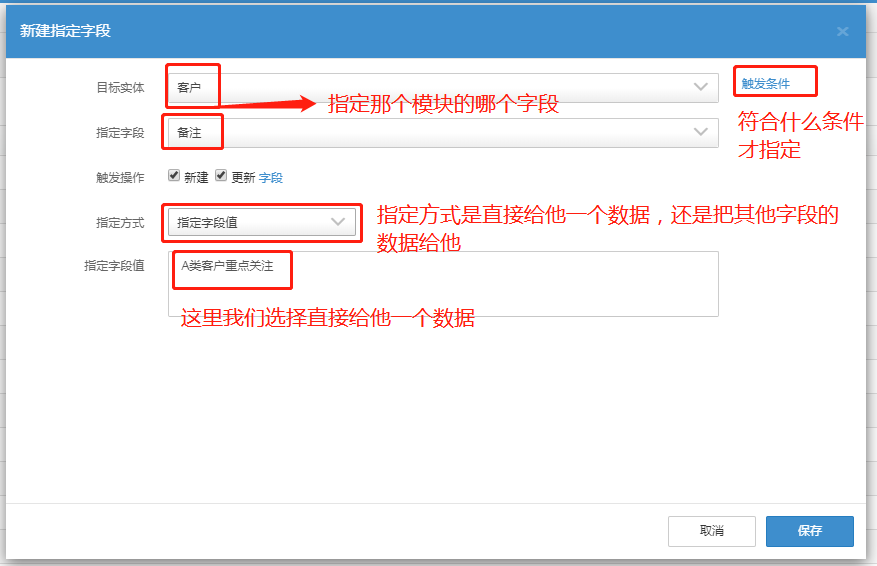 新建指定字段
目标实体 客户 触发条件
指定那个模块的哪个字段
符合什么条件
才指定
指定字段 备注
触发操作 新建 更新 字段
指定方式 指定字段值
指定方式是直接给他一个数据，还是把其他字段的
数据给他
指定字段值 A类客户重点关注
这里我们选择直接给他一个数据
取消 保存